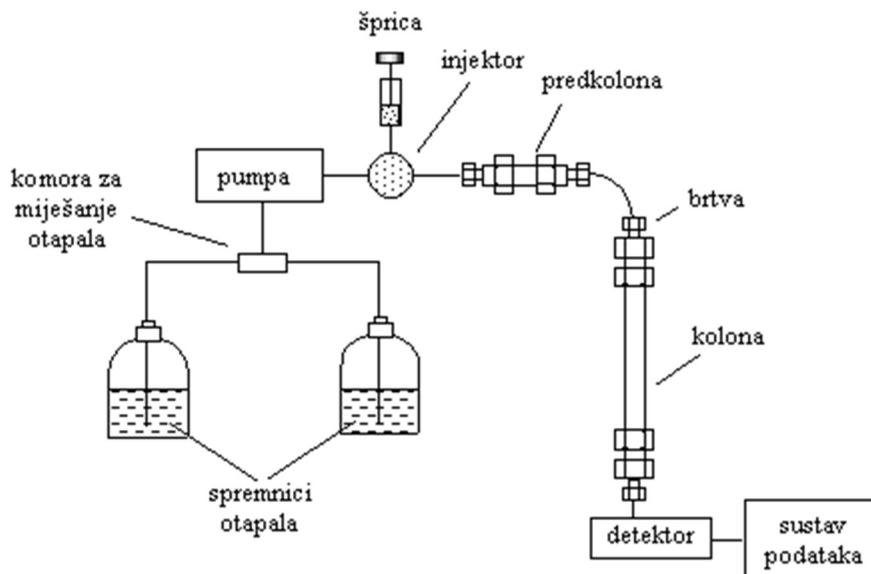 šprica
injektor
predkolona
pumpa
komora za
miješanje
otapala
brtva
kolona
spremnici
otapala
detektor
sustav
podataka